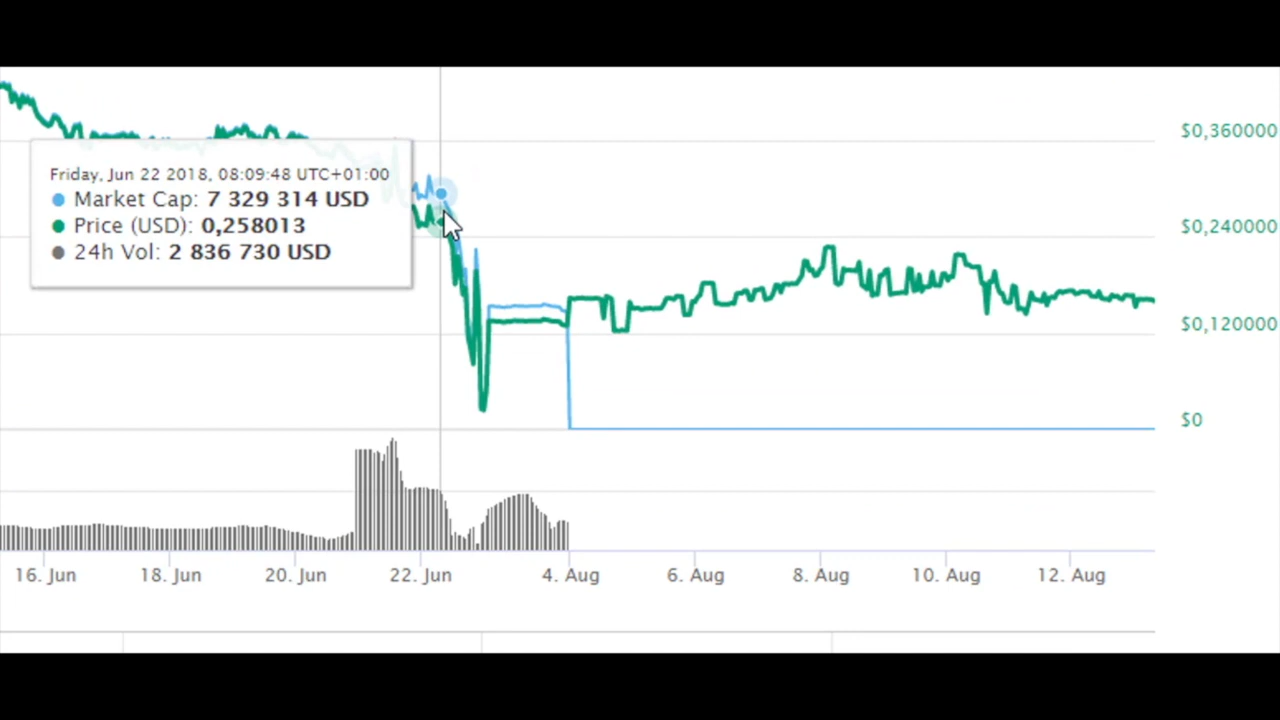 $0,360000
Friday, Jun 22 2018, 08:09:48 UTC+01:00
Market Cap: 7 329 314 USD
Price (USD): 0,258013
24h Vol: 2 836 730 USD
$0,240000
$0,120000
$0
16. Jun 18. Jun 20. Jun 22. Jun 4. Aug 6. Aug 8. Aug 10. Aug 12. Aug